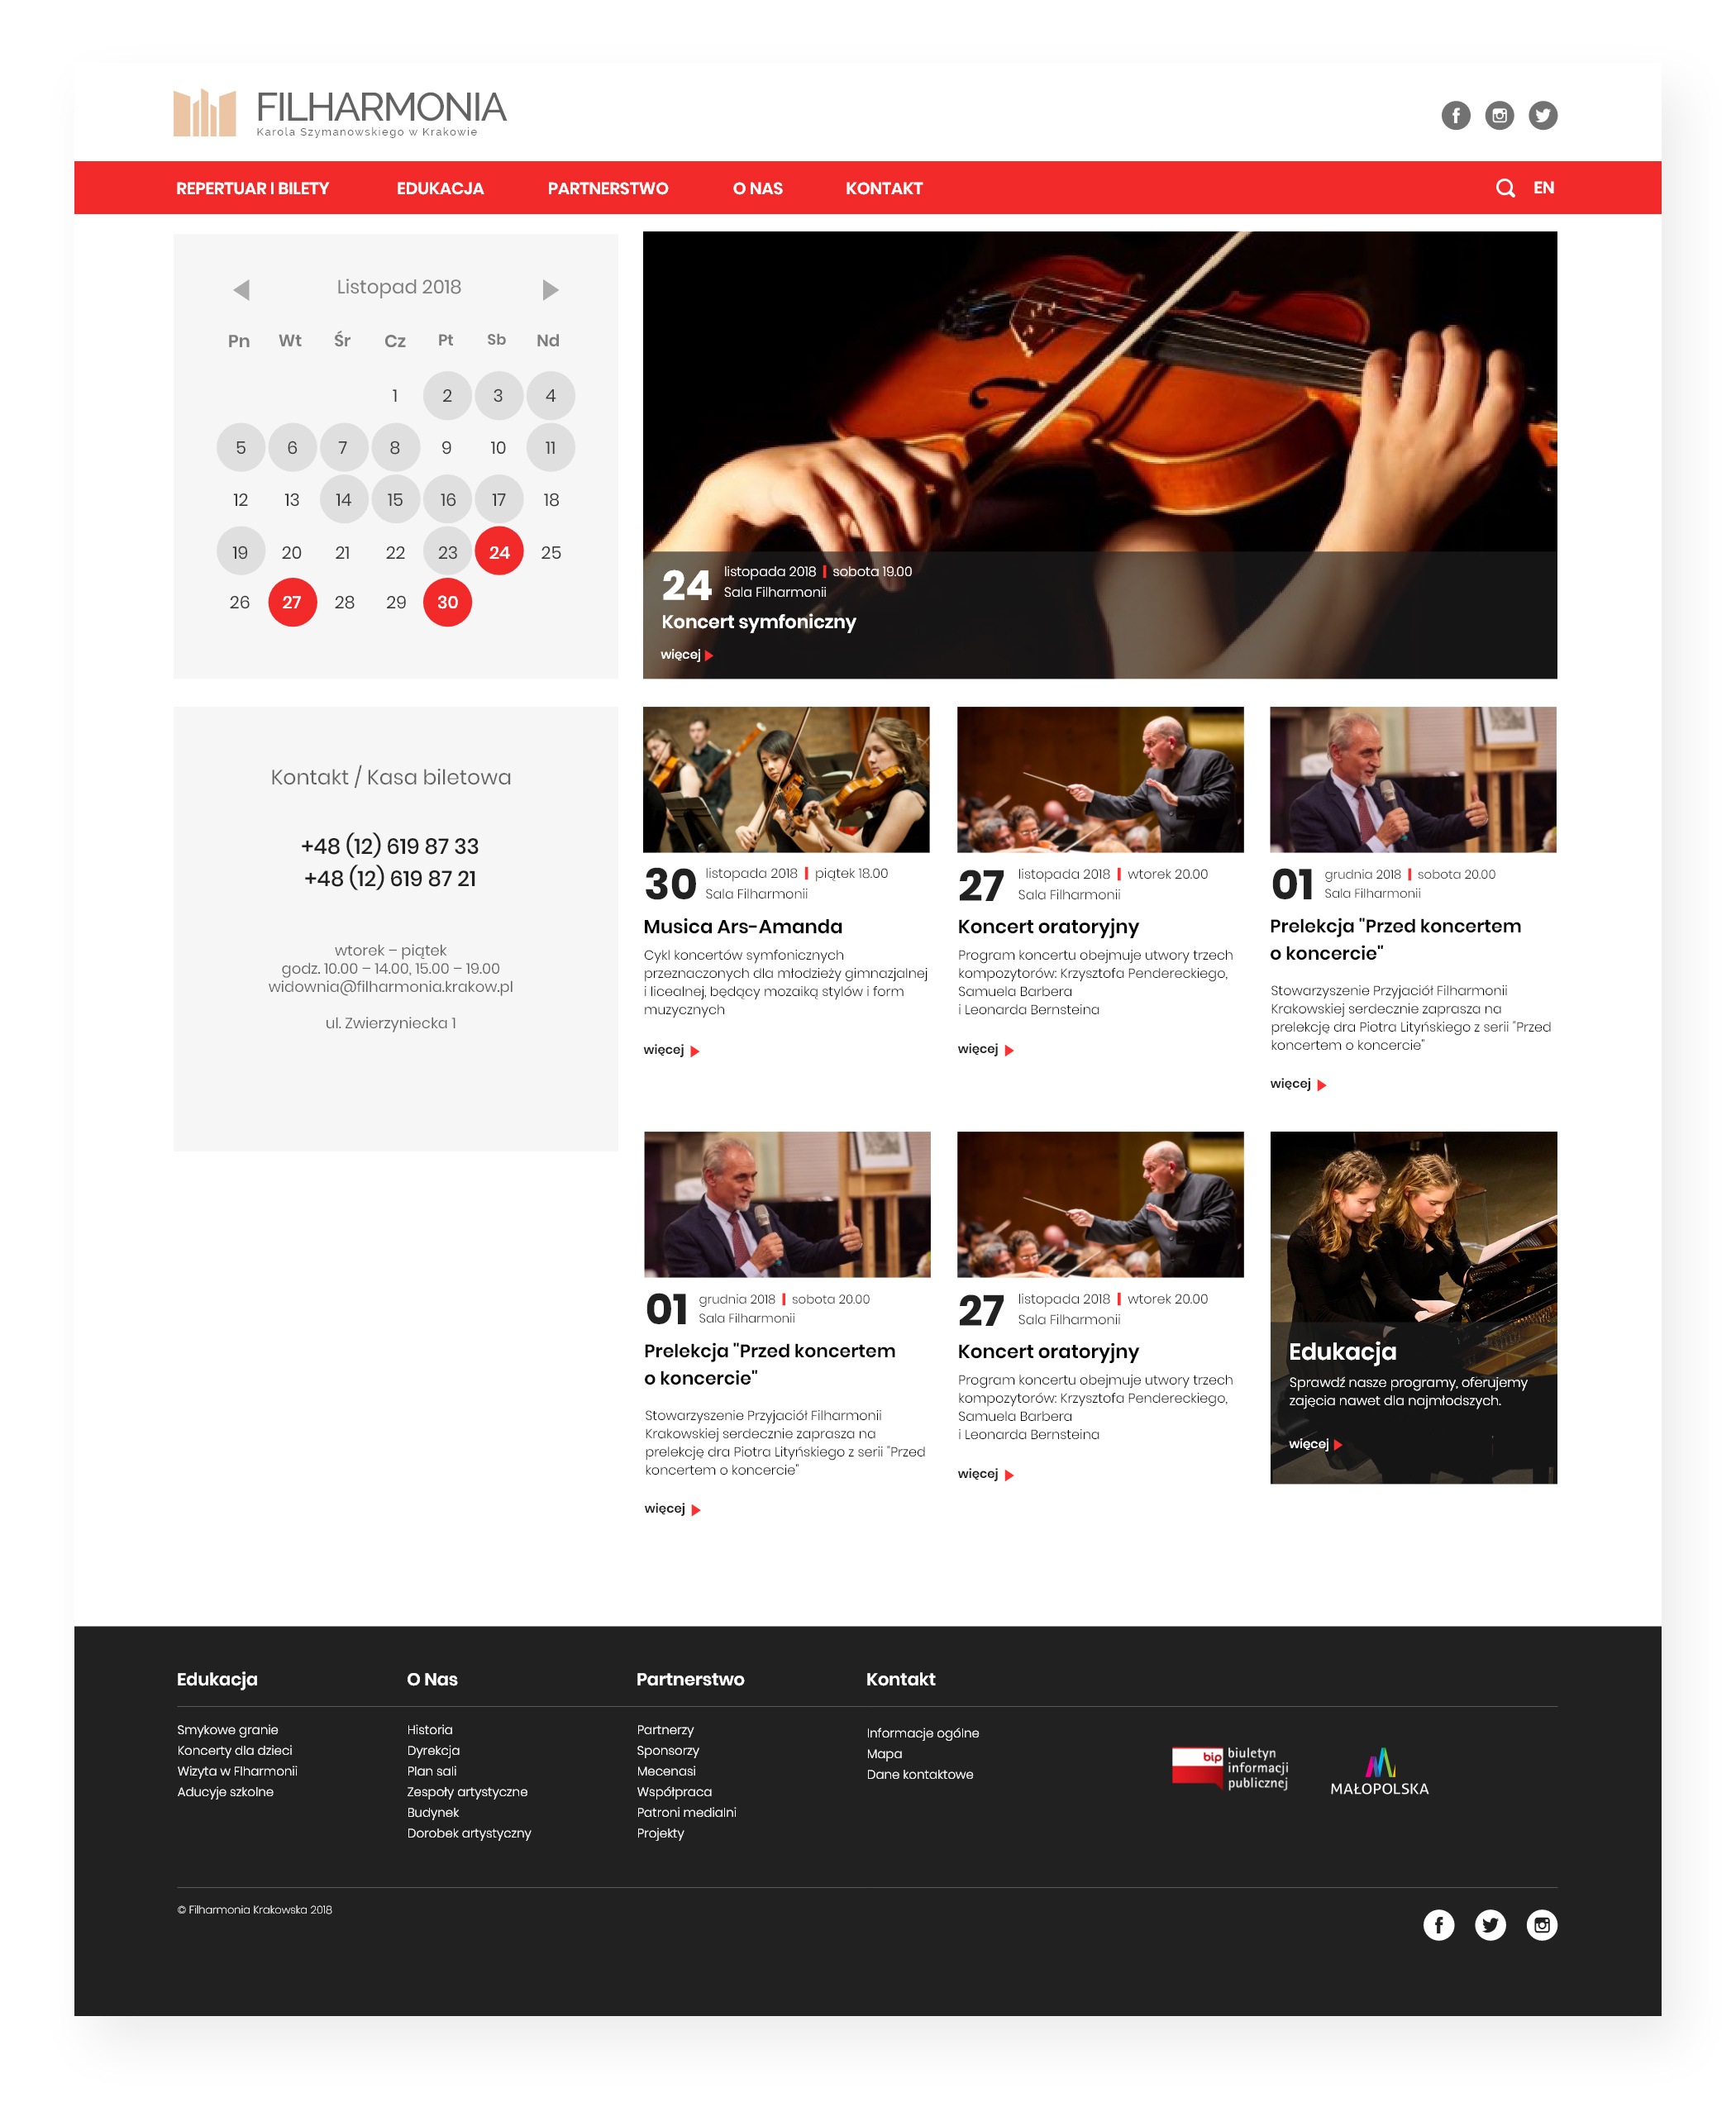 FILHARMONIA
Karola Szymanowskiego w Krakowie
REPERTUAR I BILETY EDUKACJA PARTNERSTWO O NAS KONTAKT EN
Listopad 2018
Pn Wt Śr Cz Pt Sb Nd
1 2 3 4
5 6 7 8 9 10 11
12 13 14 15 16 17 18
19 20 21 22 23 24 25
26 27 28 29 30
24 listopada 2018 sobota 19.00
Sala Filharmonii
Koncert symfoniczny
więcej
Kontakt / Kasa biletowa
+48 (12) 619 87 33
+48 (12) 619 87 21
wtorek – piątek
godz. 10.00 – 14.00, 15.00 – 19.00
widownia@filharmonia.krakow.pl
ul. Zwierzyniecka 1
30 listopada 2018 piątek 18.00
Sala Filharmonii
Musica Ars-Amanda
Cykl koncertów symfonicznych
przeznaczonych dla młodzieży gimnazjalnej
i licealnej, będący mozaiką stylów i form
muzycznych
więcej
27 listopada 2018 wtorek 20.00
Sala Filharmonii
Koncert oratoryjny
Program koncertu obejmuje utwory trzech
kompozytorów: Krzysztofa Pendereckiego,
Samuela Barbera
i Leonarda Bernsteina
więcej
01 grudnia 2018 sobota 20.00
Sala Filharmonii
Prelekcja "Przed koncertem
o koncercie"
Stowarzyszenie Przyjaciół Filharmonii
Krakowskiej serdecznie zaprasza na
prelekcję dra Piotra Lityńskiego z serii "Przed
koncertem o koncercie"
więcej
01 grudnia 2018 sobota 20.00
Sala Filharmonii
Prelekcja "Przed koncertem
o koncercie"
Stowarzyszenie Przyjaciół Filharmonii
Krakowskiej serdecznie zaprasza na
prelekcję dra Piotra Lityńskiego z serii "Przed
koncertem o koncercie"
więcej
27 listopada 2018 wtorek 20.00
Sala Filharmonii
Koncert oratoryjny
Program koncertu obejmuje utwory trzech
kompozytorów: Krzysztofa Pendereckiego,
Samuela Barbera
i Leonarda Bernsteina
więcej
Edukacja
Sprawdź nasze programy, oferujemy
zajęcia nawet dla najmłodszych.
więcej
Edukacja
Smykowe granie
Koncerty dla dzieci
Wizyta w Flharmonii
Aducyje szkolne
O Nas
Historia
Dyrekcja
Plan sali
Zespoły artystyczne
Budynek
Dorobek artystyczny
Partnerstwo
Partnerzy
Sponsorzy
Mecenasi
Współpraca
Patroni medialni
Projekty
Kontakt
Informacje ogólne
Mapa
Dane kontaktowe
bip
biuletyn
informacji
publicznej
MAŁOPOLSKA
© Filharmonia Krakowska 2018